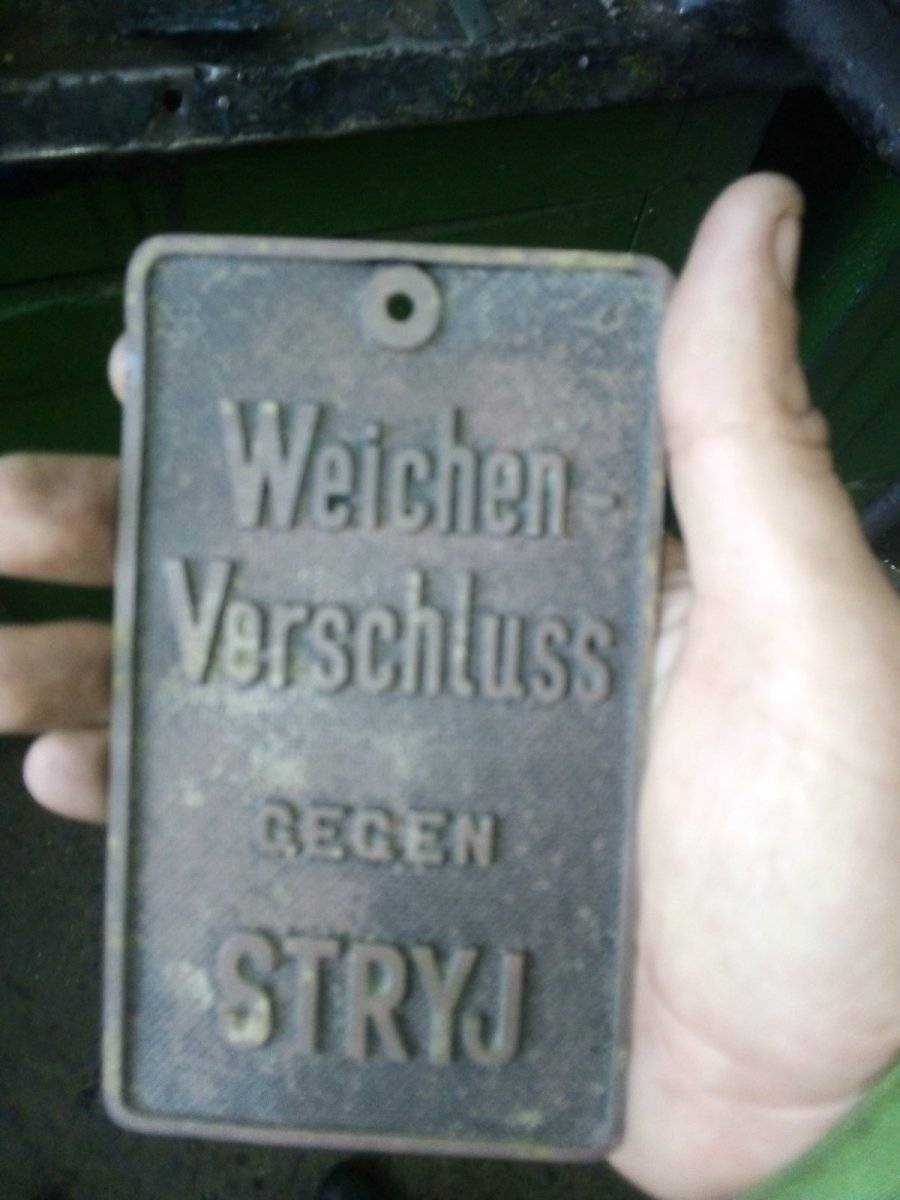 Weichen-
Verschluss
GEGEN
STRYJ